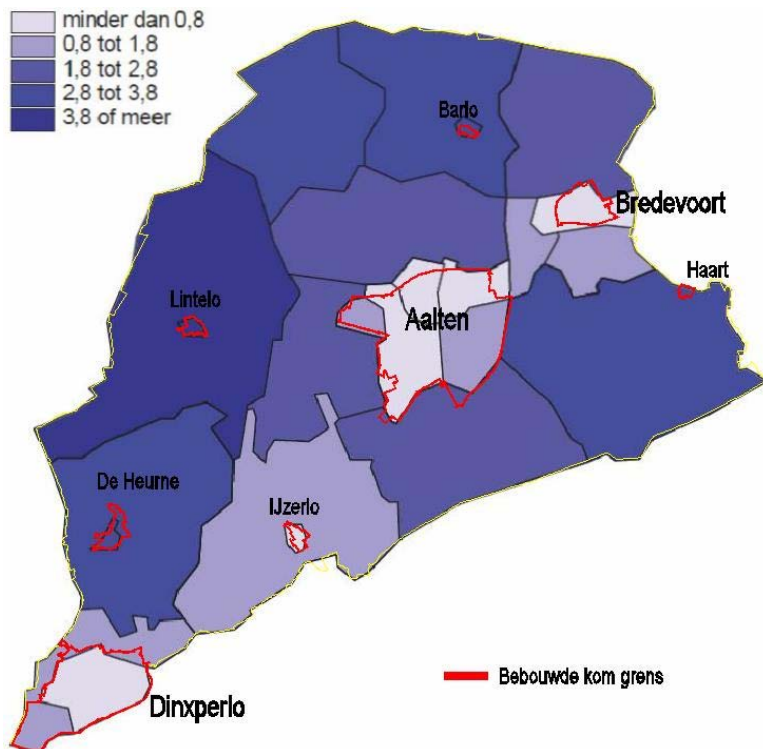 minder dan 0,8
0,8 tot 1,8
1,8 tot 2,8
2,8 tot 3,8
3,8 of meer
Barlo
Bredevoort
Haart
Lintelo
Aalten
De Heurne
IJzerlo
Bebouwde kom grens
Dinxperlo